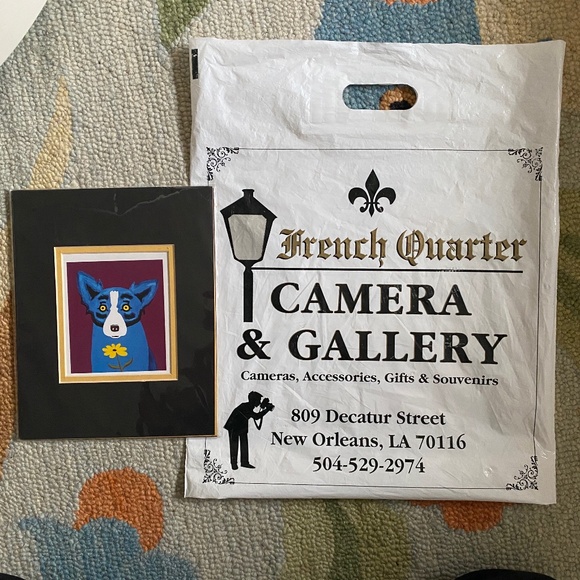 French Quarter
CAMERA
& GALLERY
Cameras, Accessories, Gifts & Souvenirs
809 Decatur Street
New Orleans, LA 70116
504-529-2974